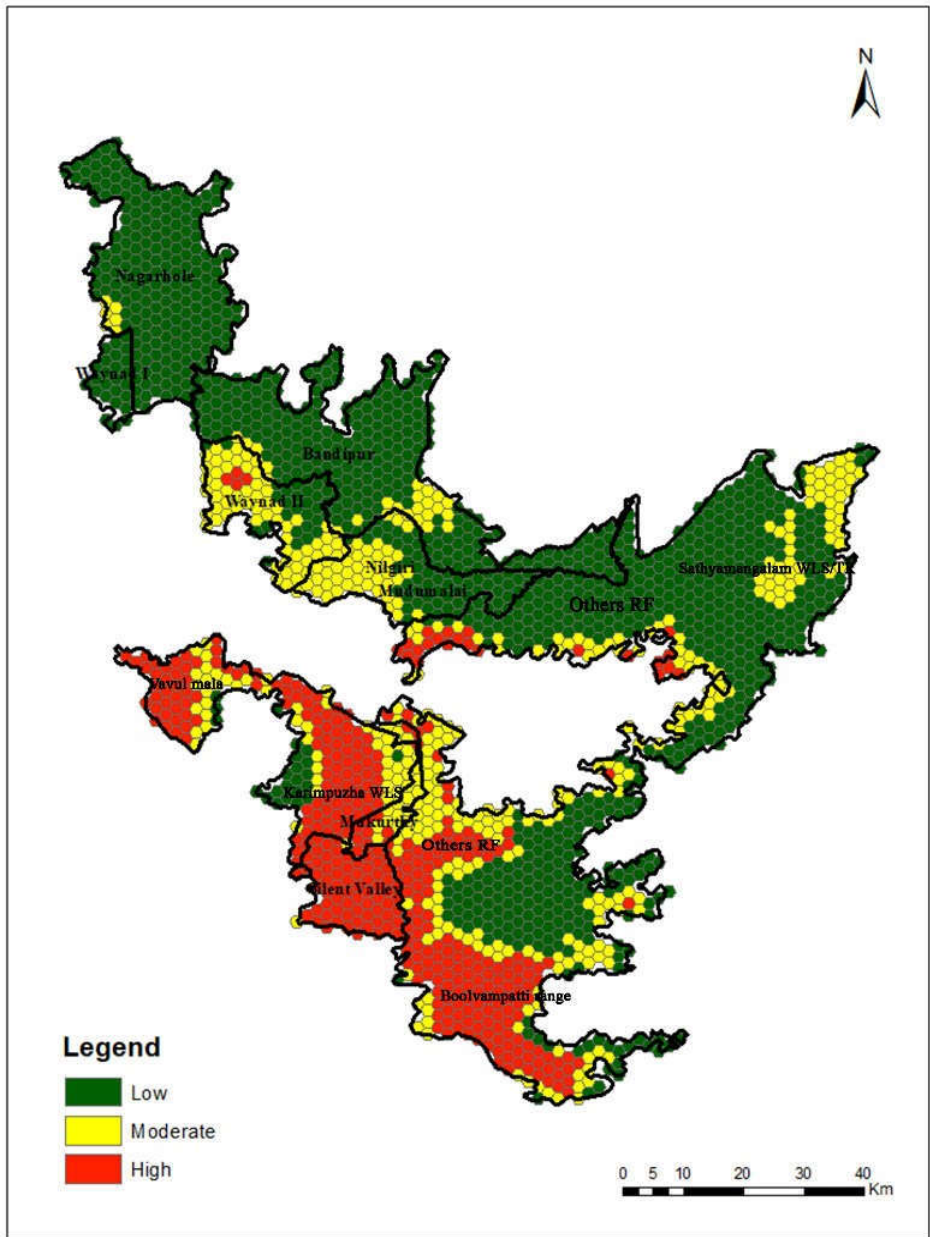 N
Nagarhole
Waynad I
Bandipur
Waynad II
Nilgiri
Mudumalai
Sathyamangalam WLS/TR
Others RF
Vavul mala
Karimpuzha WLS
Mukurthy
Others RF
Silent Valley
Boolvampatti range
Legend
Low
Moderate
High
0 5 10 20 30 40
Km